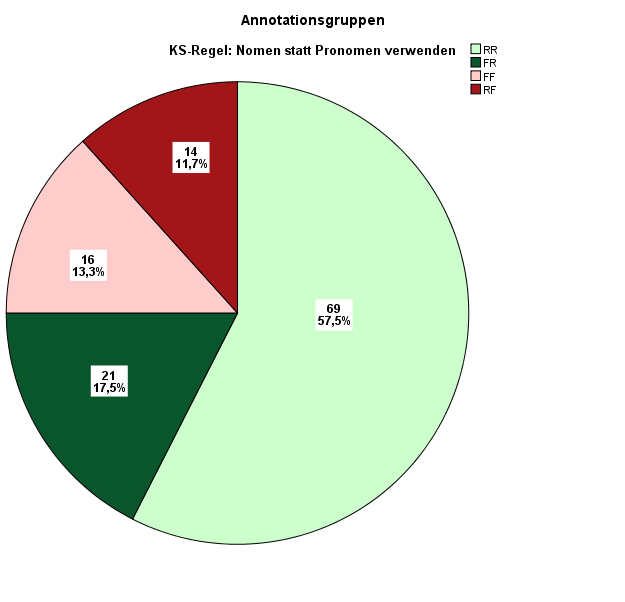 Annotationsgruppen
KS-Regel: Nomen statt Pronomen verwenden
RR
FR
FF
RF
14
11,7%
16
13,3%
69
57,5%
21
17,5%